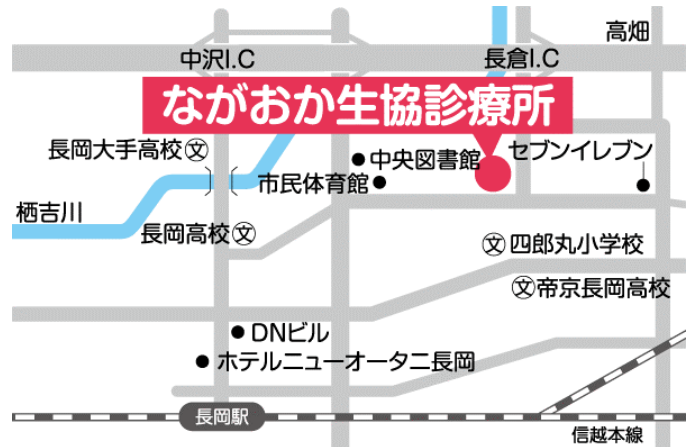 高畑
中沢I.C
長倉I.C
ながおか生協診療所
長岡大手高校文
中央図書館
セブンイレブン
市民体育館
栖吉川
長岡高校文
文四郎丸小学校
文帝京長岡高校
DNビル
ホテルニューオータニ長岡
長岡駅
信越本線